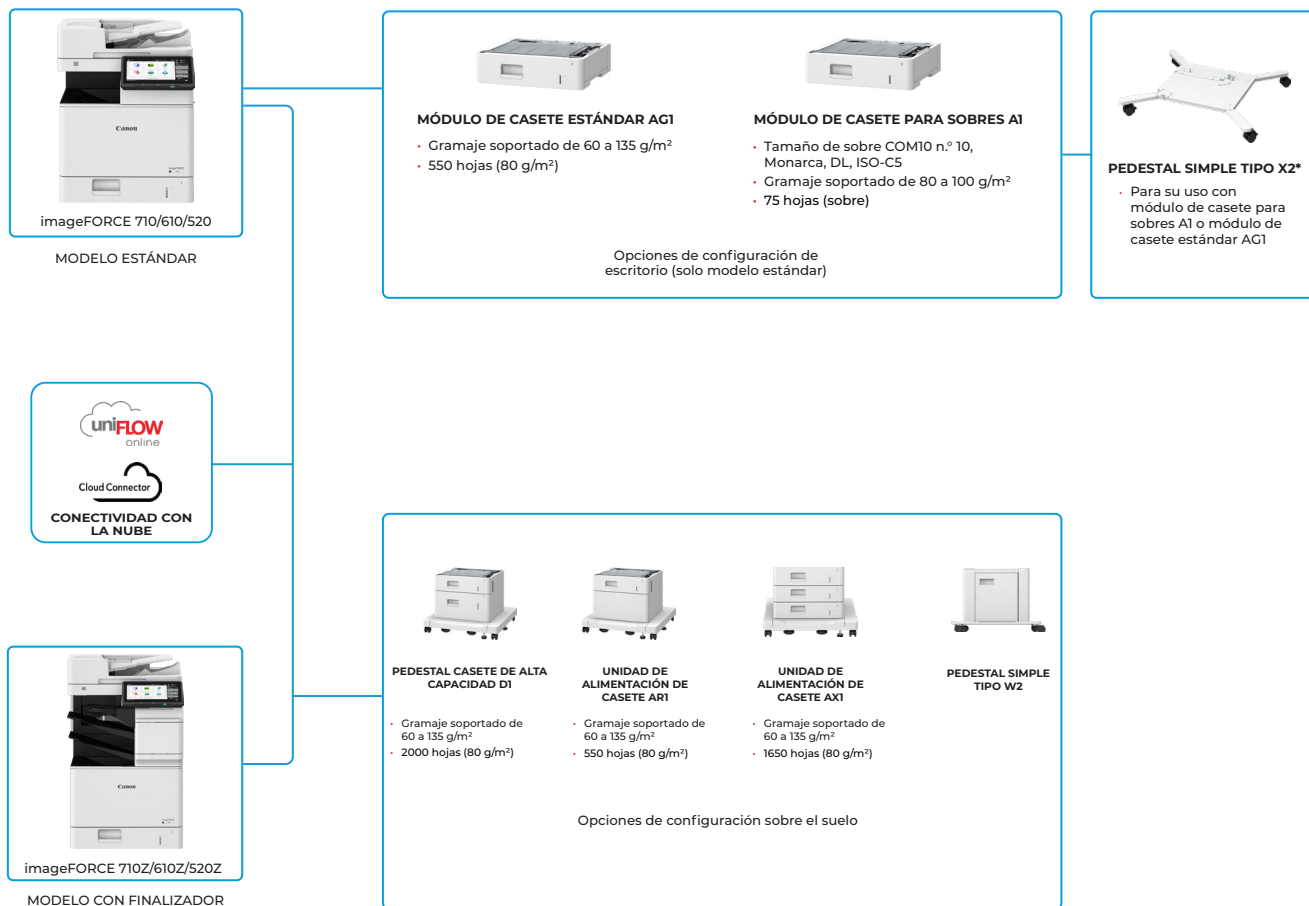 Canon
imageFORCE 710/610/520
MODELO ESTÁNDAR
MÓDULO DE CASETE ESTÁNDAR AG1
• Gramaje soportado de 60 a 135 g/m²
• 550 hojas (80 g/m²)
MÓDULO DE CASETE PARA SOBRES A1
• Tamaño de sobre COM10 n.º 10,
Monarca, DL, ISO-C5
• Gramaje soportado de 80 a 100 g/m²
• 75 hojas (sobre)
Opciones de configuración de
escritorio (solo modelo estándar)
PEDESTAL SIMPLE TIPO X2*
• Para su uso con
módulo de casete para
sobres A1 o módulo de
casete estándar AG1
uniFLOW
online
Cloud Connector
CONECTIVIDAD CON
LA NUBE
Canon
imageFORCE 710Z/610Z/520Z
MODELO CON FINALIZADOR
PEDESTAL CASETE DE ALTA
CAPACIDAD D1
• Gramaje soportado de
60 a 135 g/m²
• 2000 hojas (80 g/m²)
UNIDAD DE
ALIMENTACIÓN DE
CASETE AR1
• Gramaje soportado de
60 a 135 g/m²
• 550 hojas (80 g/m²)
UNIDAD DE
ALIMENTACIÓN DE
CASETE AX1
• Gramaje soportado de
60 a 135 g/m²
• 1650 hojas (80 g/m²)
PEDESTAL SIMPLE
TIPO W2
Opciones de configuración sobre el suelo